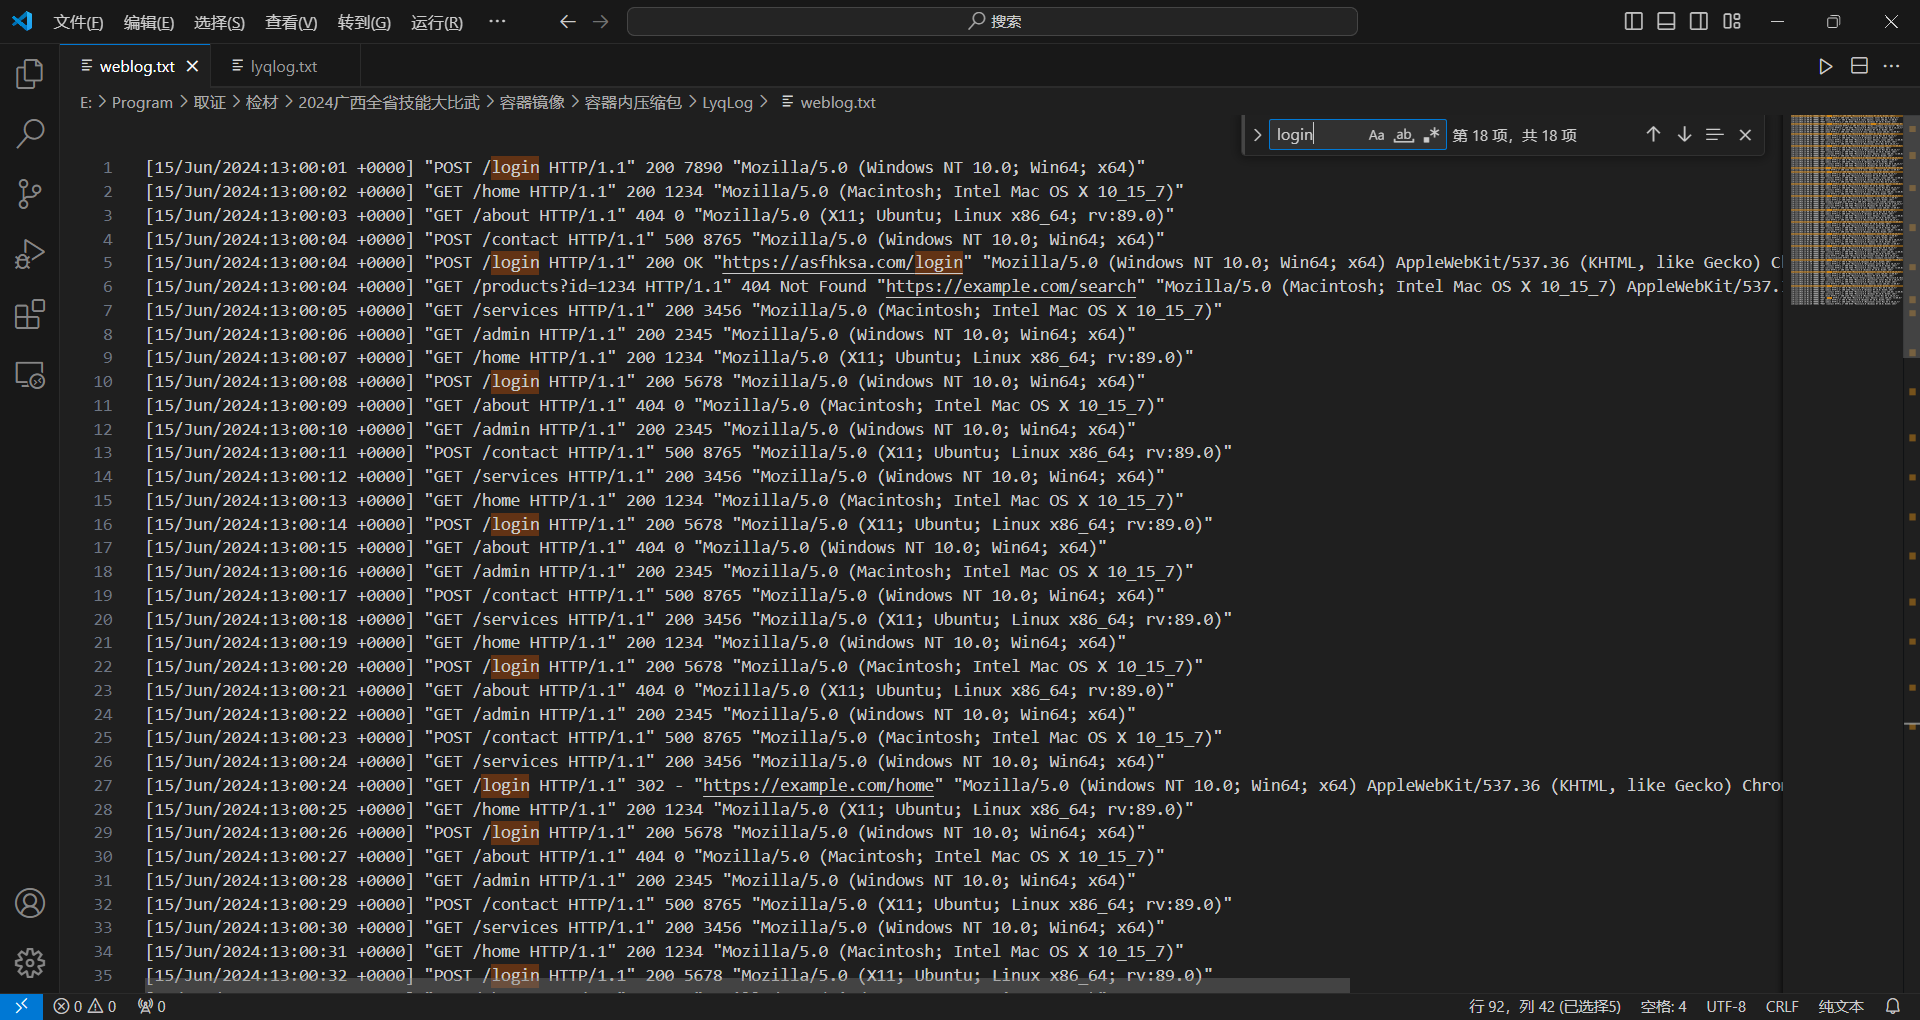 文件(F) 编辑(E) 选择(S) 查看(V) 转到(G) 运行(R) ··· 搜索
weblog.txt lyqlog.txt
E: > Program > 取证 > 检材 > 2024广西全省技能大比武 > 容器镜像 > 容器内压缩包 > LyqLog > weblog.txt
login Aa ab .* 第 18 项, 共 18 项
1 [15/Jun/2024:13:00:01 +0000] "POST /login HTTP/1.1" 200 7890 "Mozilla/5.0 (Windows NT 10.0; Win64; x64)"
2 [15/Jun/2024:13:00:02 +0000] "GET /home HTTP/1.1" 200 1234 "Mozilla/5.0 (Macintosh; Intel Mac OS X 10_15_7)"
3 [15/Jun/2024:13:00:03 +0000] "GET /about HTTP/1.1" 404 0 "Mozilla/5.0 (X11; Ubuntu; Linux x86_64; rv:89.0)"
4 [15/Jun/2024:13:00:04 +0000] "POST /contact HTTP/1.1" 500 8765 "Mozilla/5.0 (Windows NT 10.0; Win64; x64)"
5 [15/Jun/2024:13:00:04 +0000] "POST /login HTTP/1.1" 200 OK "https://asfhksa.com/login" "Mozilla/5.0 (Windows NT 10.0; Win64; x64) AppleWebKit/537.36 (KHTML, like Gecko) C
6 [15/Jun/2024:13:00:04 +0000] "GET /products?id=1234 HTTP/1.1" 404 Not Found "https://example.com/search" "Mozilla/5.0 (Macintosh; Intel Mac OS X 10_15_7) AppleWebKit/537.
7 [15/Jun/2024:13:00:05 +0000] "GET /services HTTP/1.1" 200 3456 "Mozilla/5.0 (Macintosh; Intel Mac OS X 10_15_7)"
8 [15/Jun/2024:13:00:06 +0000] "GET /admin HTTP/1.1" 200 2345 "Mozilla/5.0 (Windows NT 10.0; Win64; x64)"
9 [15/Jun/2024:13:00:07 +0000] "GET /home HTTP/1.1" 200 1234 "Mozilla/5.0 (X11; Ubuntu; Linux x86_64; rv:89.0)"
10 [15/Jun/2024:13:00:08 +0000] "POST /login HTTP/1.1" 200 5678 "Mozilla/5.0 (Windows NT 10.0; Win64; x64)"
11 [15/Jun/2024:13:00:09 +0000] "GET /about HTTP/1.1" 404 0 "Mozilla/5.0 (Macintosh; Intel Mac OS X 10_15_7)"
12 [15/Jun/2024:13:00:10 +0000] "GET /admin HTTP/1.1" 200 2345 "Mozilla/5.0 (Windows NT 10.0; Win64; x64)"
13 [15/Jun/2024:13:00:11 +0000] "POST /contact HTTP/1.1" 500 8765 "Mozilla/5.0 (X11; Ubuntu; Linux x86_64; rv:89.0)"
14 [15/Jun/2024:13:00:12 +0000] "GET /services HTTP/1.1" 200 3456 "Mozilla/5.0 (Windows NT 10.0; Win64; x64)"
15 [15/Jun/2024:13:00:13 +0000] "GET /home HTTP/1.1" 200 1234 "Mozilla/5.0 (Macintosh; Intel Mac OS X 10_15_7)"
16 [15/Jun/2024:13:00:14 +0000] "POST /login HTTP/1.1" 200 5678 "Mozilla/5.0 (X11; Ubuntu; Linux x86_64; rv:89.0)"
17 [15/Jun/2024:13:00:15 +0000] "GET /about HTTP/1.1" 404 0 "Mozilla/5.0 (Windows NT 10.0; Win64; x64)"
18 [15/Jun/2024:13:00:16 +0000] "GET /admin HTTP/1.1" 200 2345 "Mozilla/5.0 (Macintosh; Intel Mac OS X 10_15_7)"
19 [15/Jun/2024:13:00:17 +0000] "POST /contact HTTP/1.1" 500 8765 "Mozilla/5.0 (Windows NT 10.0; Win64; x64)"
20 [15/Jun/2024:13:00:18 +0000] "GET /services HTTP/1.1" 200 3456 "Mozilla/5.0 (X11; Ubuntu; Linux x86_64; rv:89.0)"
21 [15/Jun/2024:13:00:19 +0000] "GET /home HTTP/1.1" 200 1234 "Mozilla/5.0 (Windows NT 10.0; Win64; x64)"
22 [15/Jun/2024:13:00:20 +0000] "POST /login HTTP/1.1" 200 5678 "Mozilla/5.0 (Macintosh; Intel Mac OS X 10_15_7)"
23 [15/Jun/2024:13:00:21 +0000] "GET /about HTTP/1.1" 404 0 "Mozilla/5.0 (X11; Ubuntu; Linux x86_64; rv:89.0)"
24 [15/Jun/2024:13:00:22 +0000] "GET /admin HTTP/1.1" 200 2345 "Mozilla/5.0 (Windows NT 10.0; Win64; x64)"
25 [15/Jun/2024:13:00:23 +0000] "POST /contact HTTP/1.1" 500 8765 "Mozilla/5.0 (Macintosh; Intel Mac OS X 10_15_7)"
26 [15/Jun/2024:13:00:24 +0000] "GET /services HTTP/1.1" 200 3456 "Mozilla/5.0 (Windows NT 10.0; Win64; x64)"
27 [15/Jun/2024:13:00:24 +0000] "GET /login HTTP/1.1" 302 - "https://example.com/home" "Mozilla/5.0 (Windows NT 10.0; Win64; x64) AppleWebKit/537.36 (KHTML, like Gecko) Chro
28 [15/Jun/2024:13:00:25 +0000] "GET /home HTTP/1.1" 200 1234 "Mozilla/5.0 (X11; Ubuntu; Linux x86_64; rv:89.0)"
29 [15/Jun/2024:13:00:26 +0000] "POST /login HTTP/1.1" 200 5678 "Mozilla/5.0 (Windows NT 10.0; Win64; x64)"
30 [15/Jun/2024:13:00:27 +0000] "GET /about HTTP/1.1" 404 0 "Mozilla/5.0 (Macintosh; Intel Mac OS X 10_15_7)"
31 [15/Jun/2024:13:00:28 +0000] "GET /admin HTTP/1.1" 200 2345 "Mozilla/5.0 (Windows NT 10.0; Win64; x64)"
32 [15/Jun/2024:13:00:29 +0000] "POST /contact HTTP/1.1" 500 8765 "Mozilla/5.0 (X11; Ubuntu; Linux x86_64; rv:89.0)"
33 [15/Jun/2024:13:00:30 +0000] "GET /services HTTP/1.1" 200 3456 "Mozilla/5.0 (Windows NT 10.0; Win64; x64)"
34 [15/Jun/2024:13:00:31 +0000] "GET /home HTTP/1.1" 200 1234 "Mozilla/5.0 (Macintosh; Intel Mac OS X 10_15_7)"
35 [15/Jun/2024:13:00:32 +0000] "POST /login HTTP/1.1" 200 5678 "Mozilla/5.0 (X11; Ubuntu; Linux x86_64; rv:89.0)"
0 0 0 行 92, 列 42 (已选择5) 空格: 4 UTF-8 CRLF 纯文本